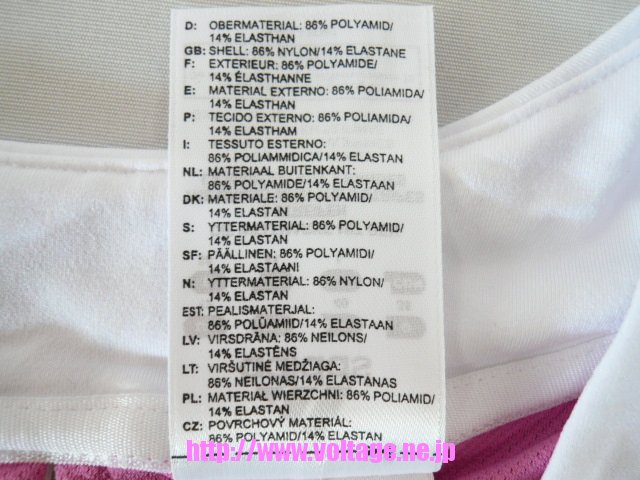 D: OBERMATERIAL: 86% POLYAMID/
14% ELASTHAN
GB: SHELL: 86% NYLON/14% ELASTANE
F: EXTERIEUR: 86% POLYAMIDE/
14% ÉLASTHANNE
E: MATERIAL EXTERNO: 86% POLIAMIDA/
14% ELASTHAN
P: TECIDO EXTERNO: 86% POLIAMIDA/
14% ELASTHAM
I: TESSUTO ESTERNO:
86% POLIAMMIDICA/14% ELASTAN
NL: MATERIAAL BUITENKANT:
86% POLYAMIDE/14% ELASTAAN
DK: MATERIALE: 86% POLYAMID/
14% ELASTAN
S: YTTERMATERIAL: 86% POLYAMID/
14% ELASTAN
SF: PÄÄLLINEN: 86% POLYAMIDI/
14% ELASTAANI
N: YTTERMATERIAL: 86% NYLON/
14% ELASTAN
EST: PEALISMATERJAL:
86% POLÜAMIID/14% ELASTAAN
LV: VIRSDRĀNA: 86% NEILONS/
14% ELASTĒNS
LT: VIRŠUTINĖ MEDŽIAGA:
86% NEILONAS/14% ELASTANAS
PL: MATERIAŁ WIERZCHNI: 86% POLIAMID/
14% ELASTAN
CZ: POVRCHOVÝ MATERIÁL:
86% POLYAMID/14% ELASTAN
http://www.voltage.ne.jp